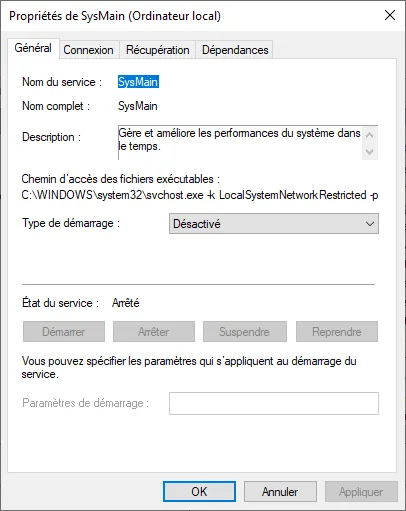 Propriétés de SysMain (Ordinateur local)
Général Connexion Récupération Dépendances
Nom du service : SysMain
Nom complet : SysMain
Description : Gère et améliore les performances du système dans
le temps.
Chemin d'accès des fichiers exécutables :
C:\WINDOWS\system32\svchost.exe -k LocalSystemNetworkRestricted -p
Type de démarrage : Désactivé
État du service : Arrêté
Démarrer Arrêter Suspendre Reprendre
Vous pouvez spécifier les paramètres qui s'appliquent au démarrage du
service.
Paramètres de démarrage :
OK Annuler Appliquer